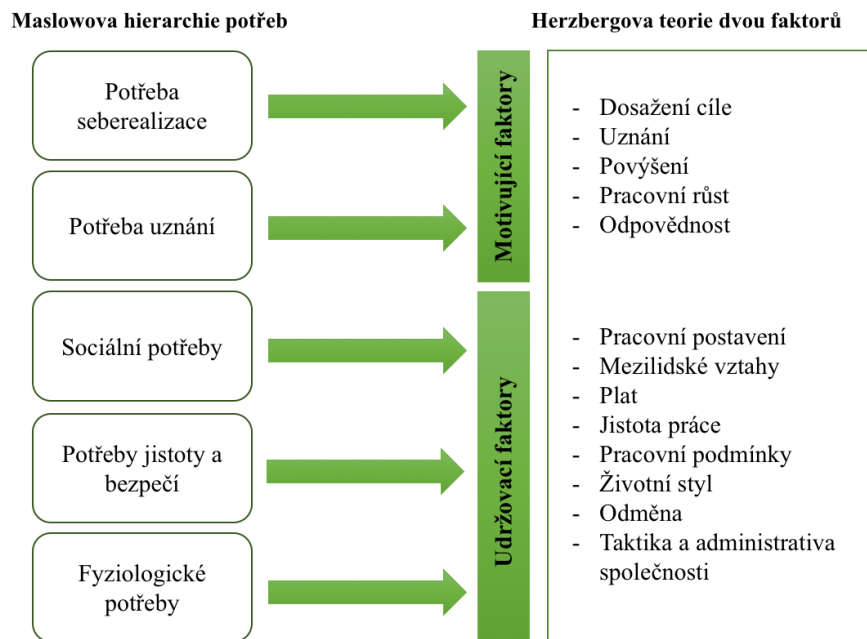 Maslowova hierarchie potřeb
Herzbergova teorie dvou faktorů
Potřeba
seberealizace
Potřeba uznání
Sociální potřeby
Potřeby jistoty a
bezpečí
Fyziologické
potřeby
Motivující faktory
Udržovací faktory
- Dosažení cíle
- Uznání
- Povýšení
- Pracovní růst
- Odpovědnost
- Pracovní postavení
- Mezilidské vztahy
- Plat
- Jistota práce
- Pracovní podmínky
- Životní styl
- Odměna
- Taktika a administrativa
společnosti